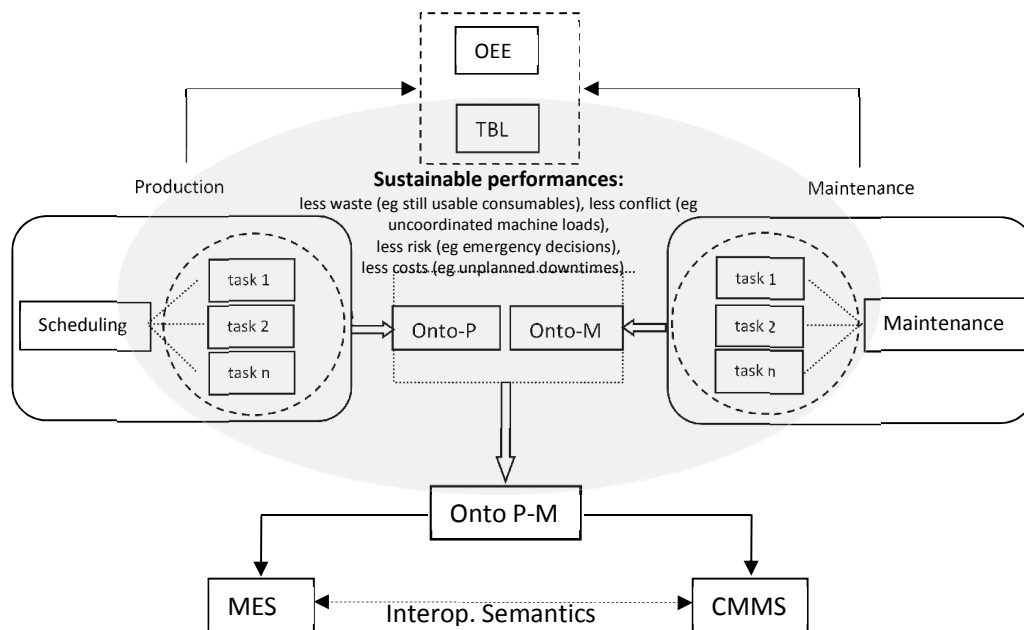 OEE
TBL
Production
Maintenance
Sustainable performances:
less waste (eg still usable consumables), less conflict (eg
uncoordinated machine loads),
less risk (eg emergency decisions),
less costs (eg unplanned downtimes)...
Scheduling
task 1
task 2
task n
Onto-P
Onto-M
task 1
task 2
task n
Maintenance
Onto P-M
MES
Interop. Semantics
CMMS